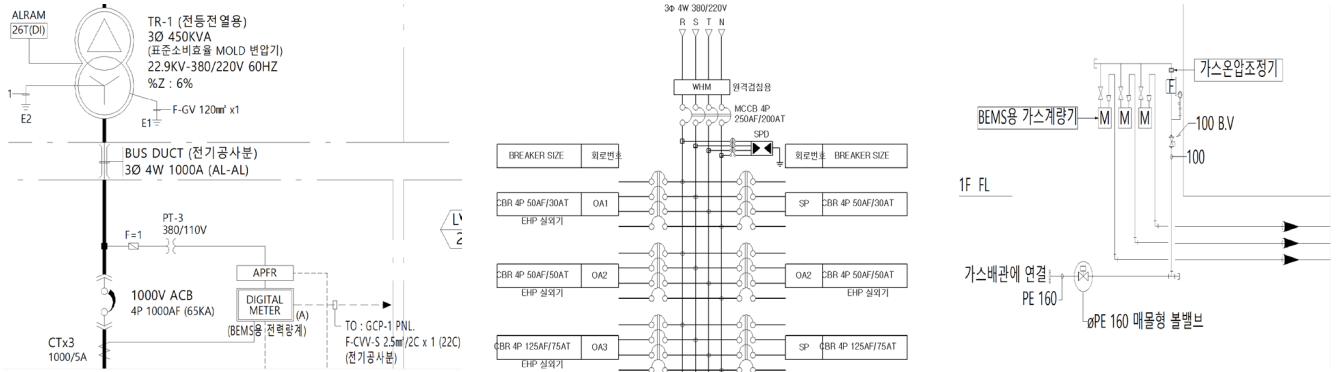 ALRAM
26T(DI)
TR-1 (전등전열용)
3Ø 450KVA
(표준소비효율 MOLD 변압기)
22.9KV-380/220V 60HZ
%Z : 6%
1
E2
E1
F-GV 120㎟ x1
BUS DUCT (전기공사분)
3Ø 4W 1000A (AL-AL)
PT-3
380/110V
F=1
LV
2
APFR
1000V ACB
4P 1000AF (65KA)
DIGITAL
METER
(A)
(BEMS용 전력량계)
CTx3
1000/5A
TO : GCP-1 PNL.
F-CVV-S 2.5㎟/2C x 1 (22C)
(전기공사분)
3Φ 4W 380/220V
R S T N
WHM
원격검침용
MCCB 4P
250AF/200AT
SPD
BREAKER SIZE 회로번호
회로번호 BREAKER SIZE
CBR 4P 50AF/30AT OA1
EHP 실외기
SP CBR 4P 50AF/30AT
CBR 4P 50AF/50AT OA2
EHP 실외기
OA2 CBR 4P 50AF/50AT
EHP 실외기
CBR 4P 125AF/75AT OA3
EHP 실외기
SP CBR 4P 125AF/75AT
가스온압조정기
F
BEMS용 가스계량기
M M M
100 B.V
100
1F FL
가스배관에 연결
PE 160
øPE 160 매몰형 볼밸브